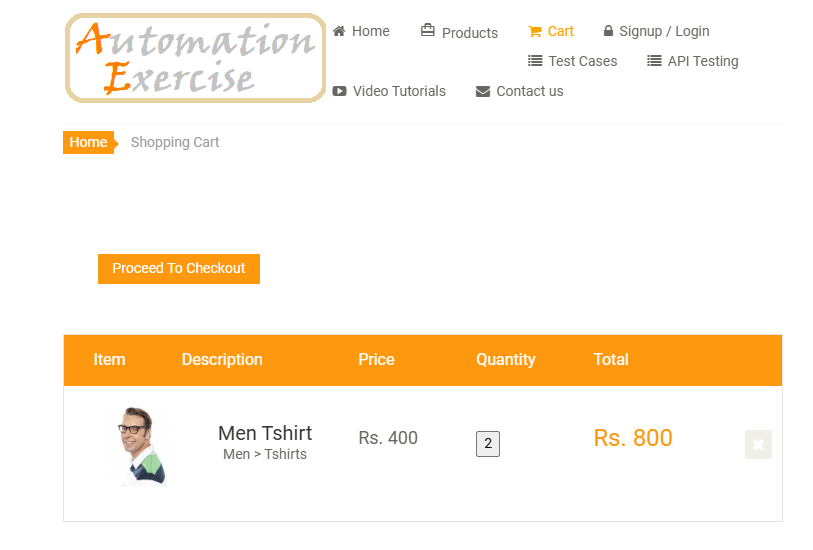 Automation
Exercise
Home
Products
Cart
Signup / Login
Test Cases
API Testing
Video Tutorials
Contact us
Home
Shopping Cart
Proceed To Checkout
Item Description Price Quantity Total
Men Tshirt
Men > Tshirts
Rs. 400
2
Rs. 800